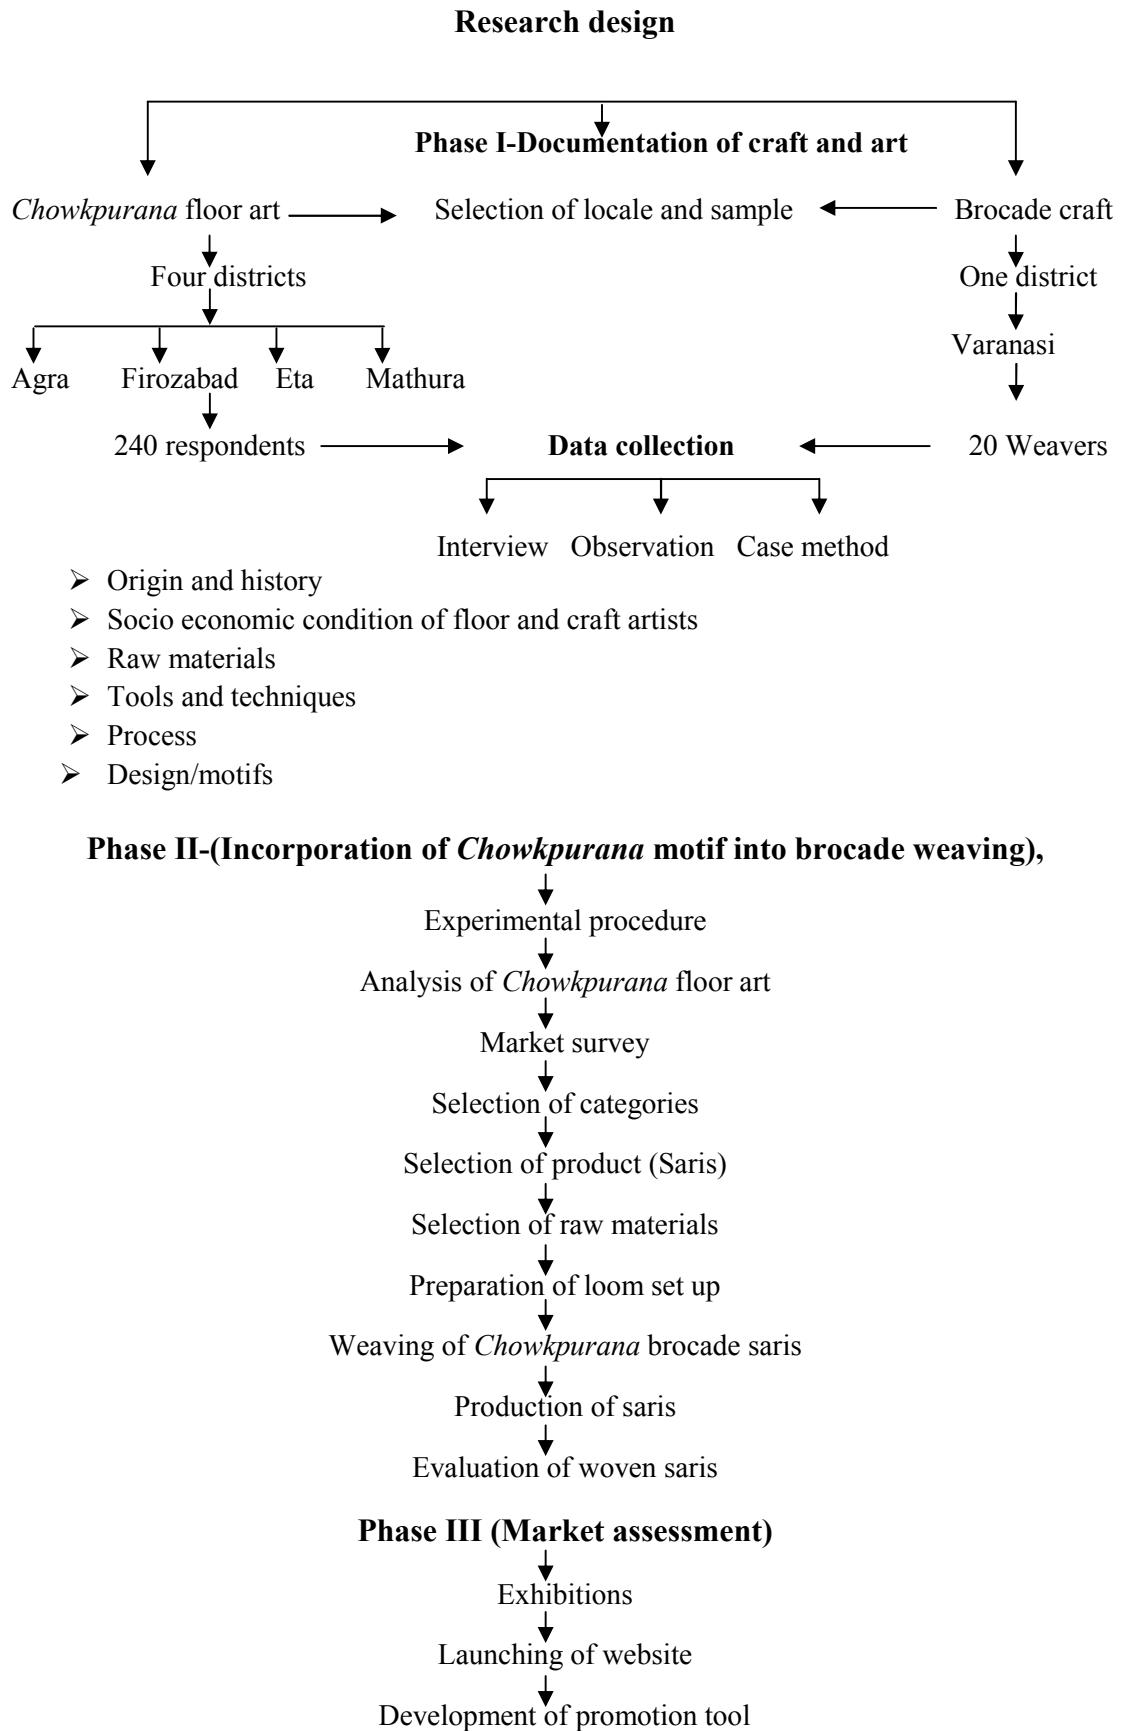 Research design
Phase I-Documentation of craft and art
Chowkpurana floor art Selection of locale and sample Brocade craft
Four districts One district
Varanasi
Agra Firozabad Eta Mathura
240 respondents Data collection 20 Weavers
Interview Observation Case method
➢ Origin and history
➢ Socio economic condition of floor and craft artists
➢ Raw materials
➢ Tools and techniques
➢ Process
➢ Design/motifs
Phase II-(Incorporation of Chowkpurana motif into brocade weaving),
Experimental procedure
Analysis of Chowkpurana floor art
Market survey
Selection of categories
Selection of product (Saris)
Selection of raw materials
Preparation of loom set up
Weaving of Chowkpurana brocade saris
Production of saris
Evaluation of woven saris
Phase III (Market assessment)
Exhibitions
Launching of website
Development of promotion tool